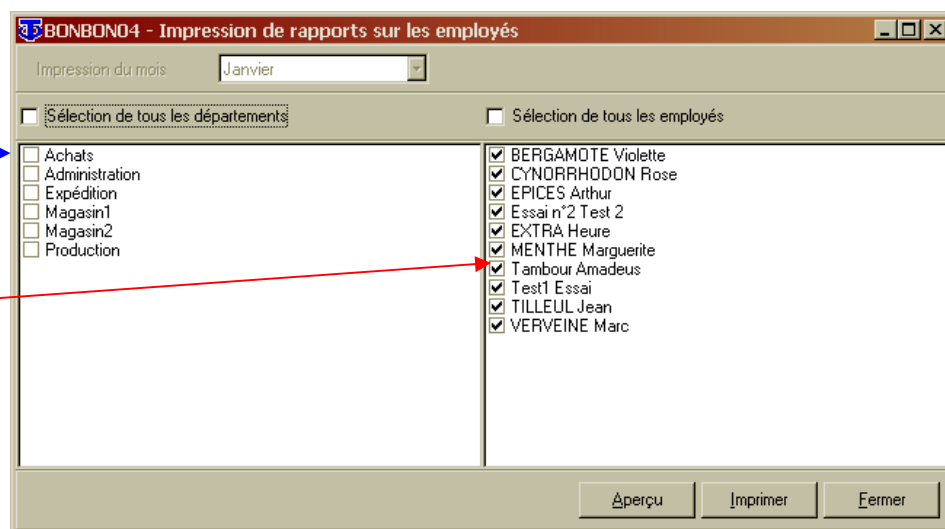 BONBON04 - Impression de rapports sur les employés
Impression du mois Janvier
Sélection de tous les départements Sélection de tous les employés
Achats
Administration
Expédition
Magasin1
Magasin2
Production
BERGAMOTE Violette
CYNORRHODON Rose
EPICES Arthur
Essai n°2 Test 2
EXTRA Heure
MENTHE Marguerite
Tambour Amadeus
Test1 Essai
TILLEUL Jean
VERVEINE Marc
Aperçu Imprimer Fermer